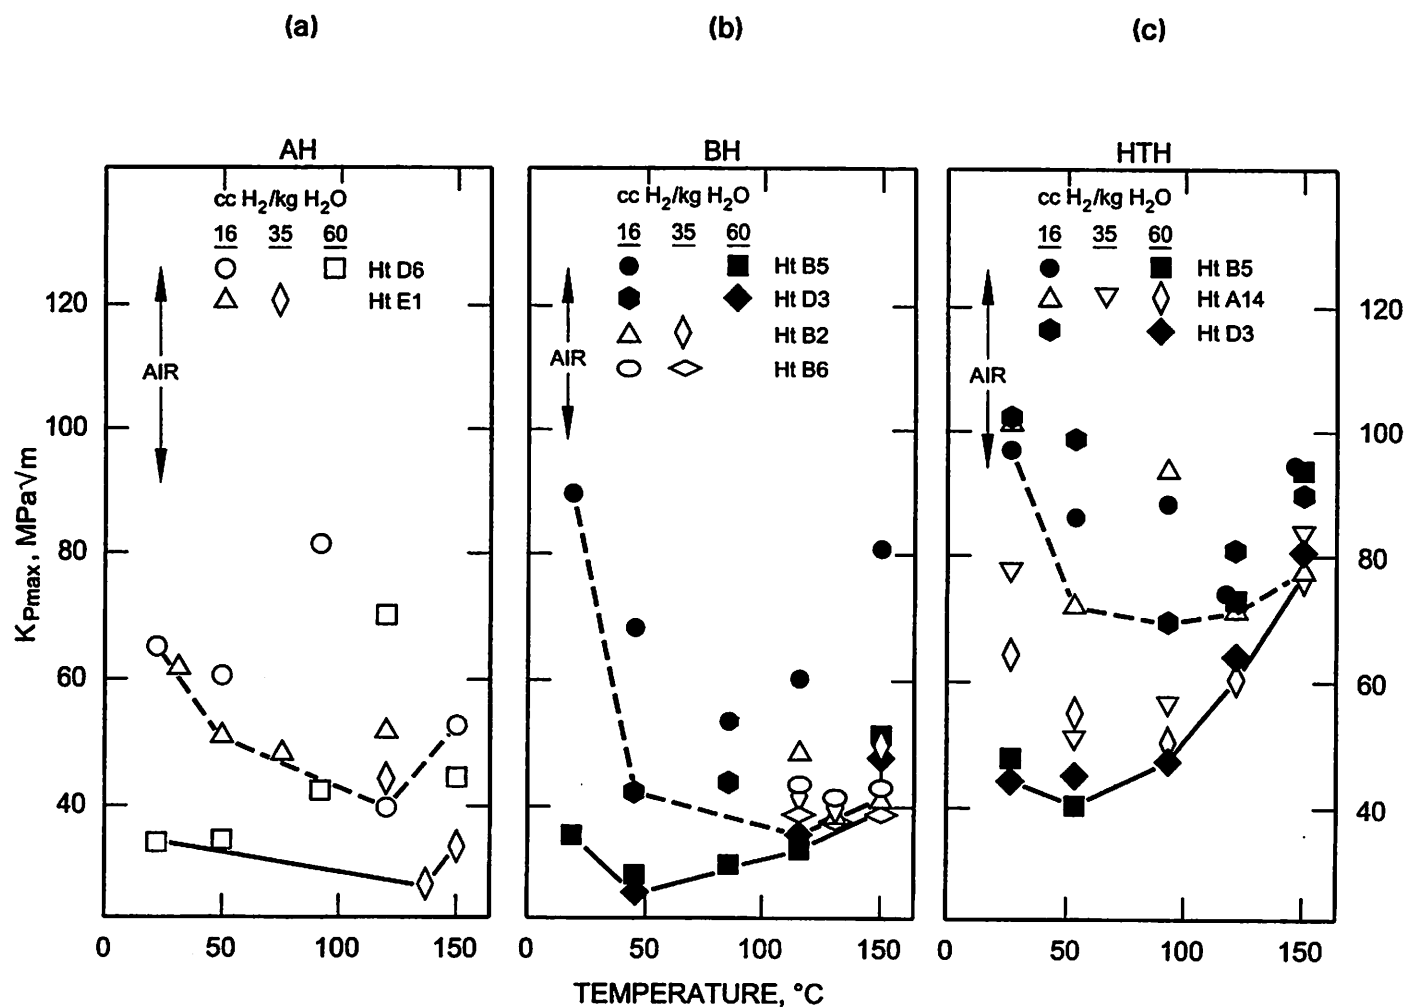 (a)
(b)
(c)
AH
BH
HTH
cc H₂/kg H₂O
16 35 60
Ht D6
Ht E1
AIR
cc H₂/kg H₂O
16 35 60
Ht B5
Ht D3
Ht B2
Ht B6
AIR
cc H₂/kg H₂O
16 35 60
Ht B5
Ht A14
Ht D3
AIR
K_Pmax, MPa√m
120
100
80
60
40
120
100
80
60
40
0 50 100 150
0 50 100 150
0 50 100 150
TEMPERATURE, °C